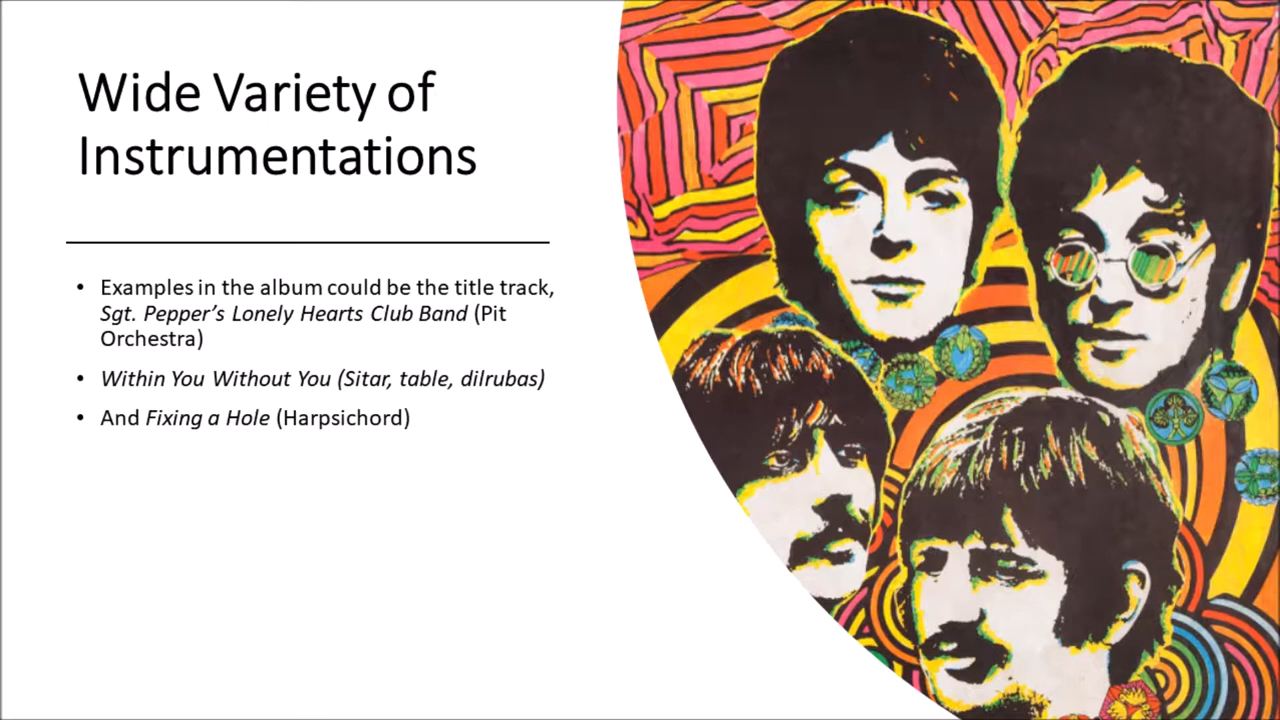 Wide Variety of
Instrumentations
• Examples in the album could be the title track,
Sgt. Pepper’s Lonely Hearts Club Band (Pit
Orchestra)
• Within You Without You (Sitar, table, dilrubas)
• And Fixing a Hole (Harpsichord)